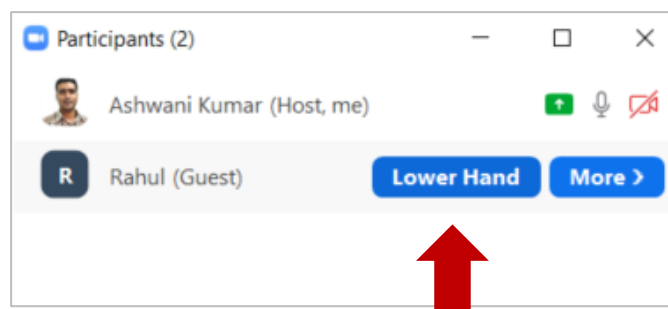 Participants (2)
Ashwani Kumar (Host, me)
R Rahul (Guest) Lower Hand More >